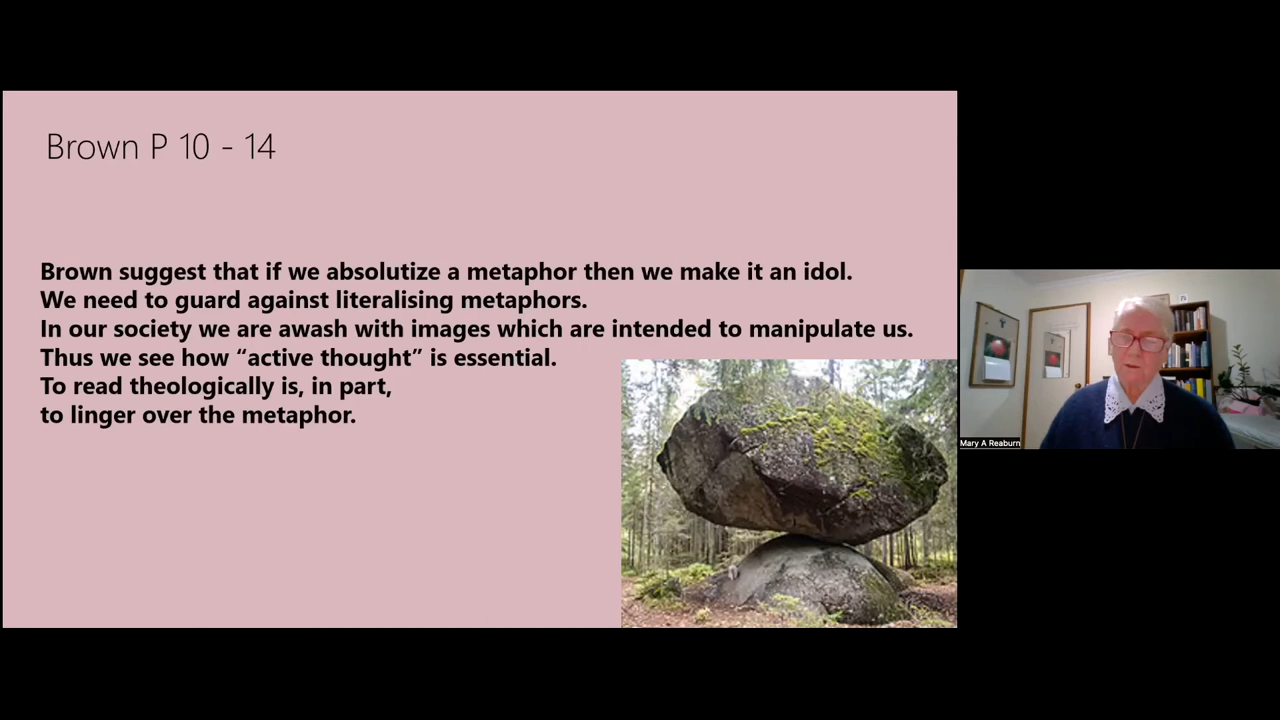 Brown P 10 - 14
Brown suggest that if we absolutize a metaphor then we make it an idol.
We need to guard against literalising metaphors.
In our society we are awash with images which are intended to manipulate us.
Thus we see how “active thought” is essential.
To read theologically is, in part,
to linger over the metaphor.
Mary A Reaburn